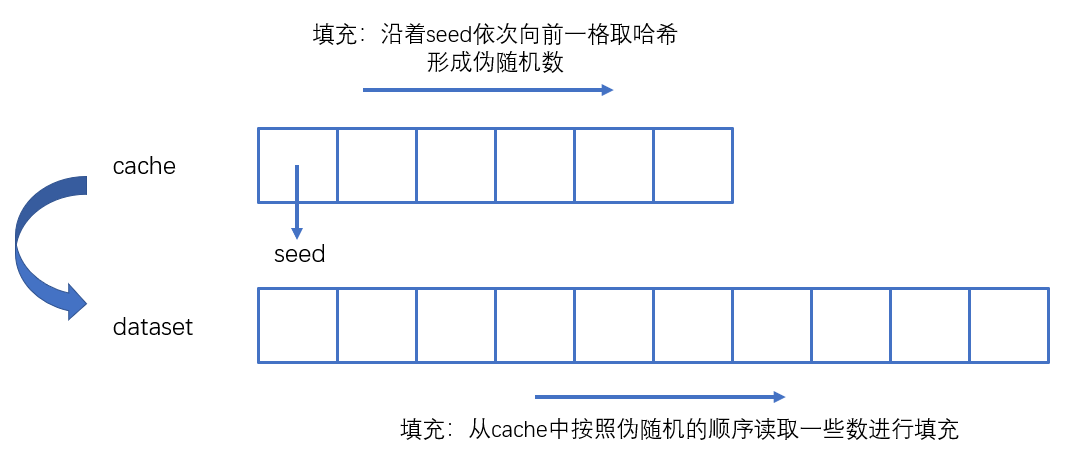 填充：沿着seed依次向前一格取哈希
形成伪随机数
cache
seed
dataset
填充：从cache中按照伪随机的顺序读取一些数进行填充